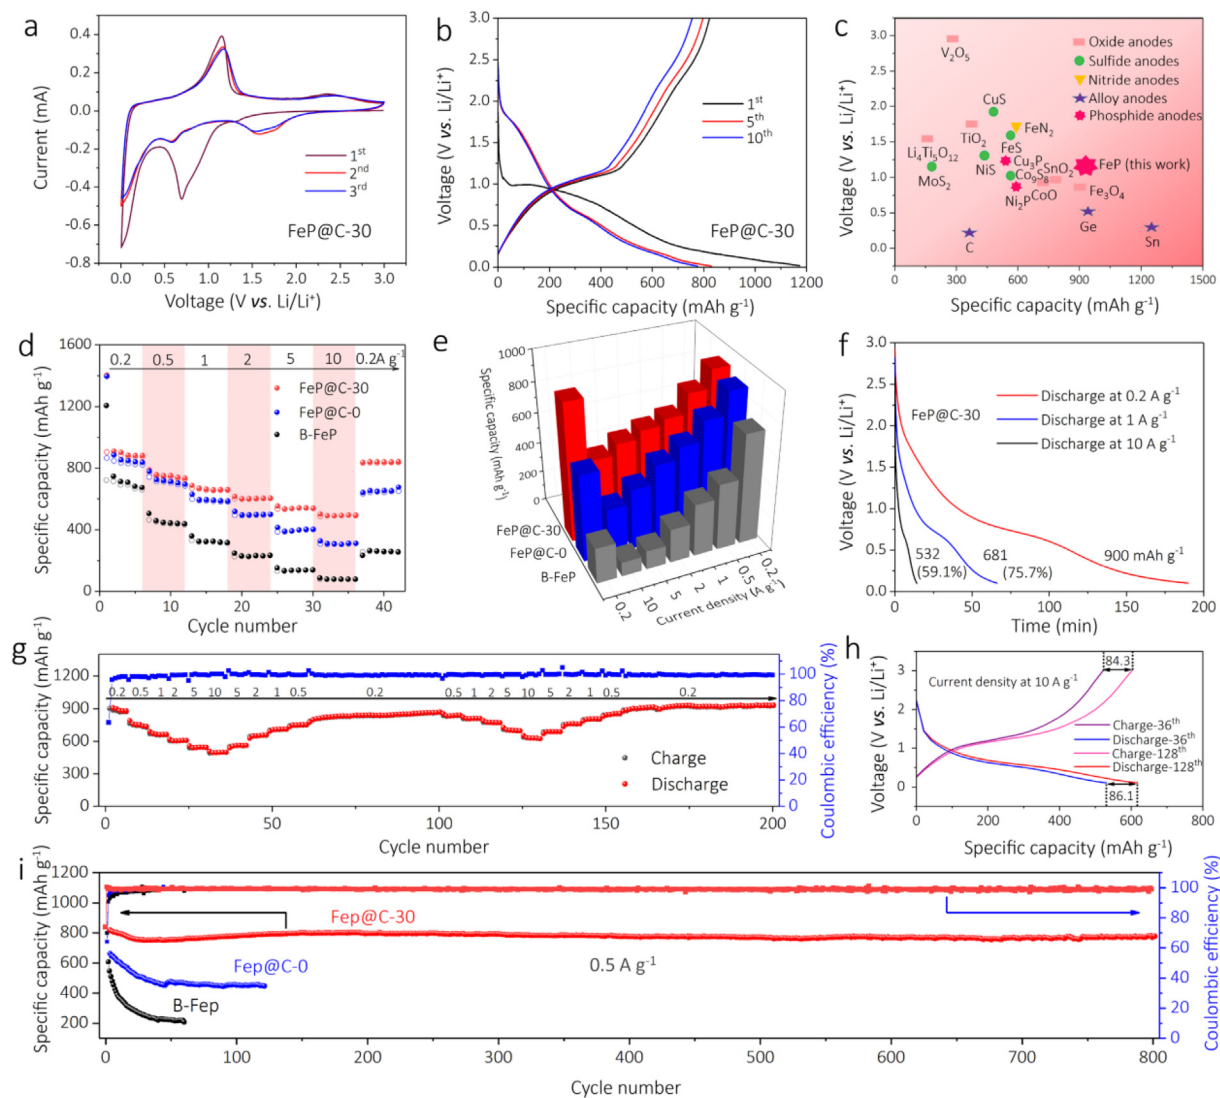 a
0.4
0.2
0.0
-0.2
-0.4
-0.6
-0.8
Current (mA)
1st
2nd
3rd
FeP@C-30
0.0 0.5 1.0 1.5 2.0 2.5 3.0
Voltage (V vs. Li/Li+)
b
3.0
2.5
2.0
1.5
1.0
0.5
0.0
Voltage (V vs. Li/Li+)
1st
5th
10th
FeP@C-30
0 200 400 600 800 1000 1200
Specific capacity (mAh g-1)
c
3.0
2.5
2.0
1.5
1.0
0.5
0.0
Voltage (V vs. Li/Li+)
Oxide anodes
Sulfide anodes
Nitride anodes
Alloy anodes
Phosphide anodes
V2O5
CuS
TiO2
FeN2
FeS
Li4Ti5O12
MoS2
NiS
Cu3P
SnO2
Co9S8
FeP (this work)
Ni2P
CoO
Fe3O4
C
Ge
Sn
0 300 600 900 1200 1500
Specific capacity (mAh g-1)
d
1600
1200
800
400
0
Specific capacity (mAh g-1)
0.2 0.5 1 2 5 10 0.2A g-1
FeP@C-30
FeP@C-0
B-FeP
0 10 20 30 40
Cycle number
e
1000
800
600
400
200
0
Specific capacity (mAh g-1)
FeP@C-30
FeP@C-0
B-FeP
0.2 10 5 2 1 0.5 0.2
Current density (A g-1)
f
3.0
2.5
2.0
1.5
1.0
0.5
0.0
Voltage (V vs. Li/Li+)
FeP@C-30
Discharge at 0.2 A g-1
Discharge at 1 A g-1
Discharge at 10 A g-1
532
(59.1%)
681
(75.7%)
900 mAh g-1
0 50 100 150 200
Time (min)
g
1200
900
600
300
0
Specific capacity (mAh g-1)
0.2 0.5 1 2 5 10 5 2 1 0.5 0.2 0.5 1 2 5 10 5 2 1 0.5 0.2
Charge
Discharge
100
80
60
40
20
0
Coulombic efficiency (%)
0 50 100 150 200
Cycle number
h
3
2
1
0
Voltage (V vs. Li/Li+)
84.3
Current density at 10 A g-1
Charge-36th
Discharge-36th
Charge-128th
Discharge-128th
86.1
0 200 400 600 800
Specific capacity (mAh g-1)
i
1200
1000
800
600
400
200
Specific capacity (mAh g-1)
Fep@C-30
Fep@C-0
B-Fep
0.5 A g-1
100
80
60
40
20
0
Coulombic efficiency (%)
0 100 200 300 400 500 600 700 800
Cycle number